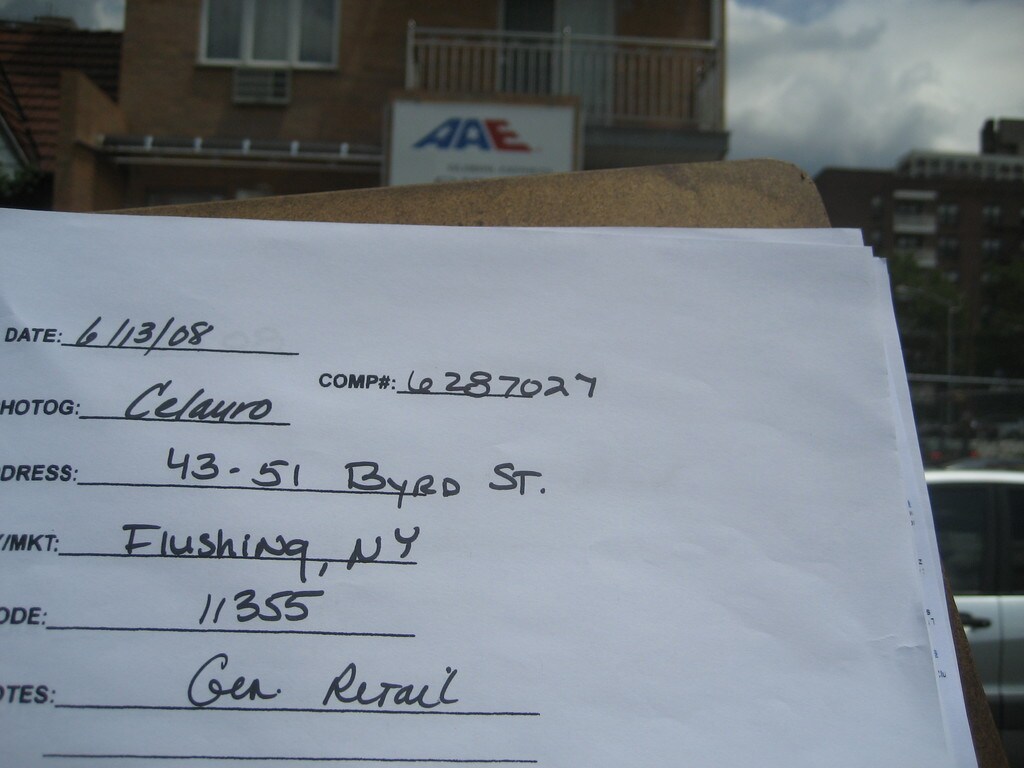 AAE
DATE: 6/13/08
COMP#: 6287027
HOTOG: Celauro
DRESS: 43-51 Byrd St.
/MKT: Flushing, NY
ODE: 11355
OTES: Gen. Retail